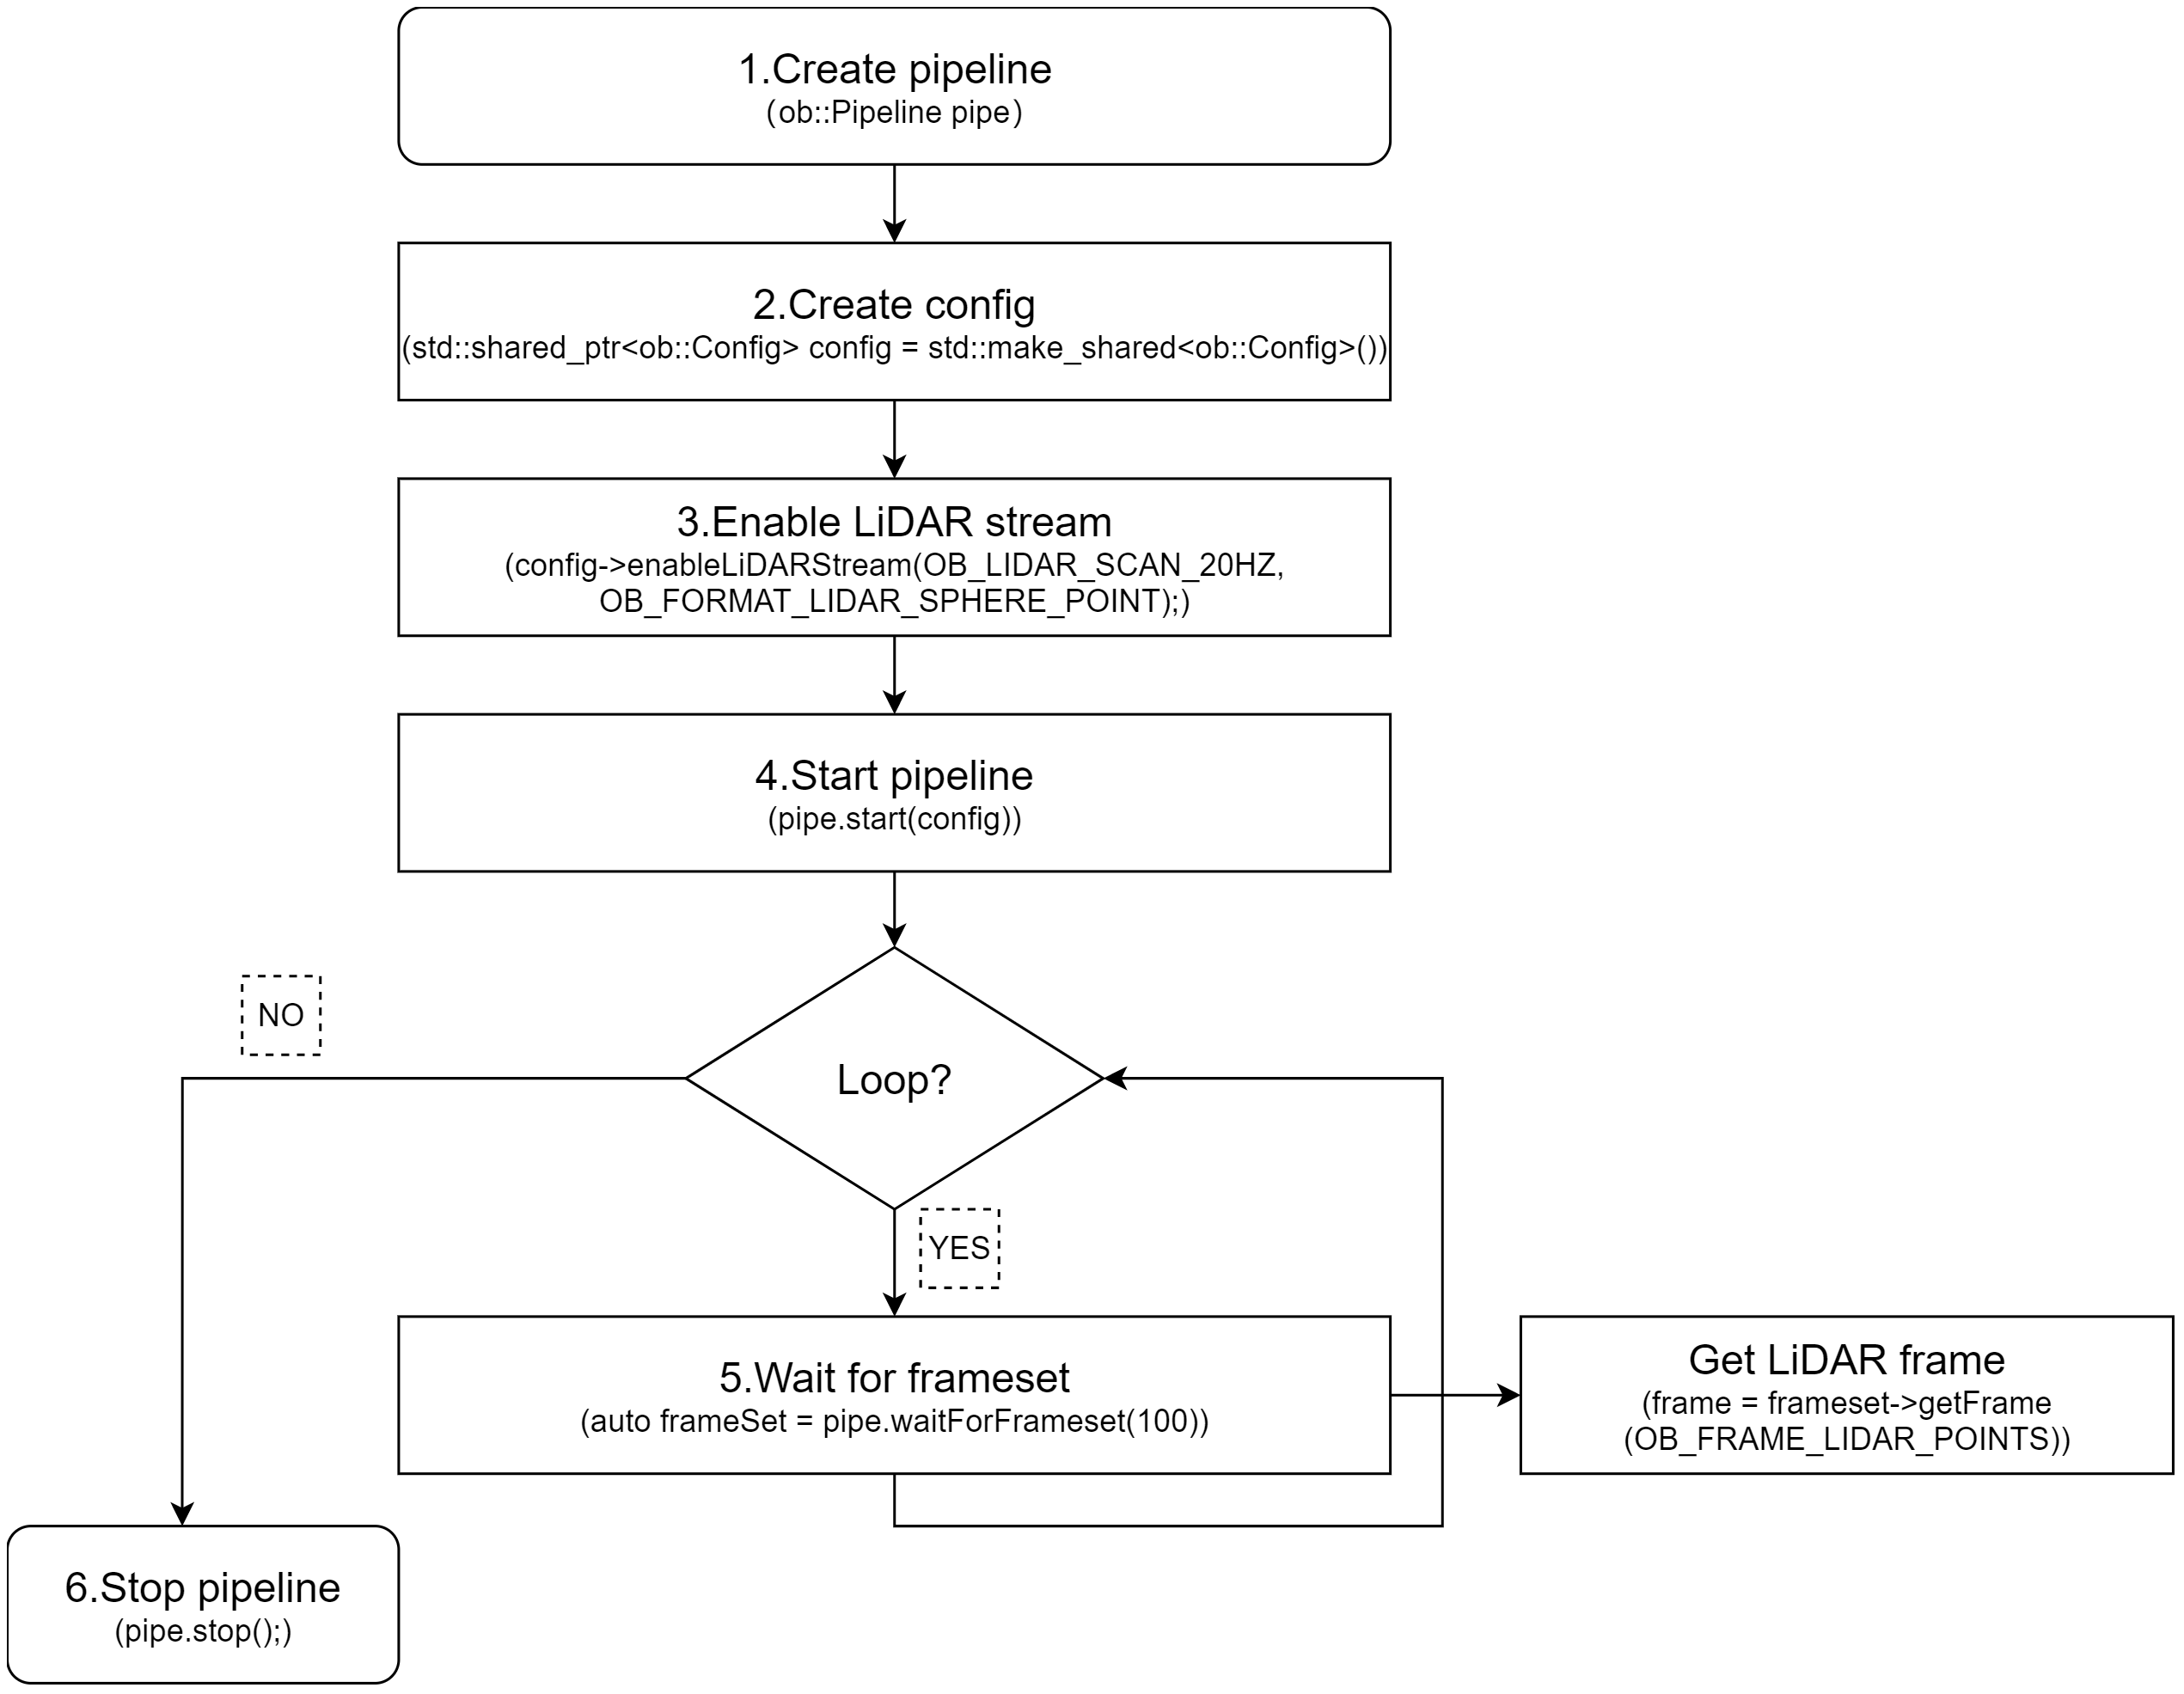 1.Create pipeline
(ob::Pipeline pipe)
2.Create config
(std::shared_ptr<ob::Config> config = std::make_shared<ob::Config>())
3.Enable LiDAR stream
(config->enableLiDARStream(OB_LIDAR_SCAN_20HZ,
OB_FORMAT_LIDAR_SPHERE_POINT);)
4.Start pipeline
(pipe.start(config))
NO
Loop?
YES
5.Wait for frameset
(auto frameSet = pipe.waitForFrameset(100))
Get LiDAR frame
(frame = frameset->getFrame
(OB_FRAME_LIDAR_POINTS))
6.Stop pipeline
(pipe.stop();)